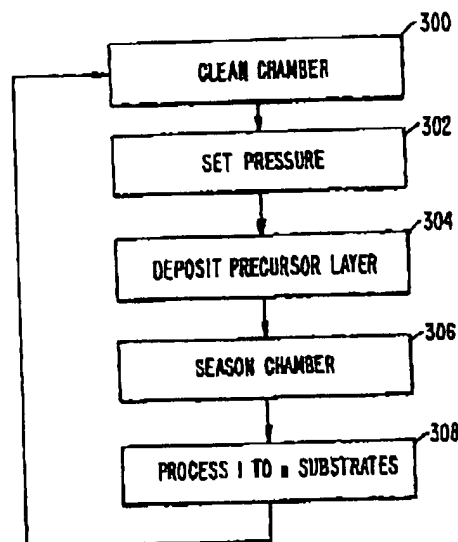 300
CLEAN CHAMBER
302
SET PRESSURE
304
DEPOSIT PRECURSOR LAYER
306
SEASON CHAMBER
308
PROCESS 1 TO n SUBSTRATES